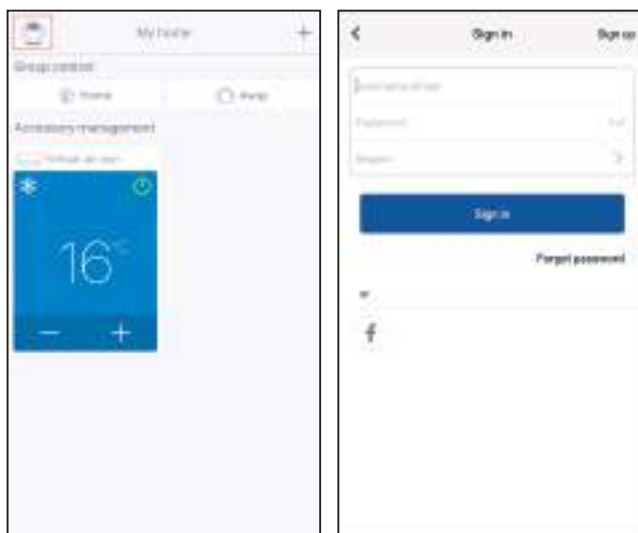 My home
+
Group control
Home
Away
Accessory management
16°C
− +
Sign in
Sign up
Password
Region
Sign in
Forgot password
or
f